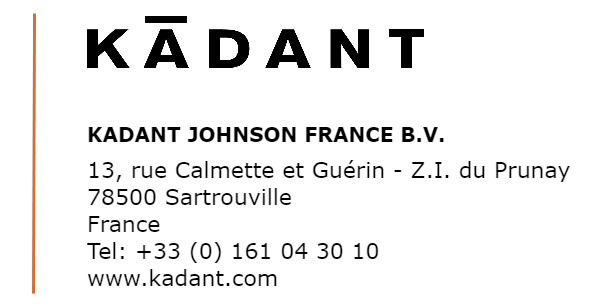 KADANT
KADANT JOHNSON FRANCE B.V.
13, rue Calmette et Guérin - Z.I. du Prunay
78500 Sartrouville
France
Tel: +33 (0) 161 04 30 10
www.kadant.com